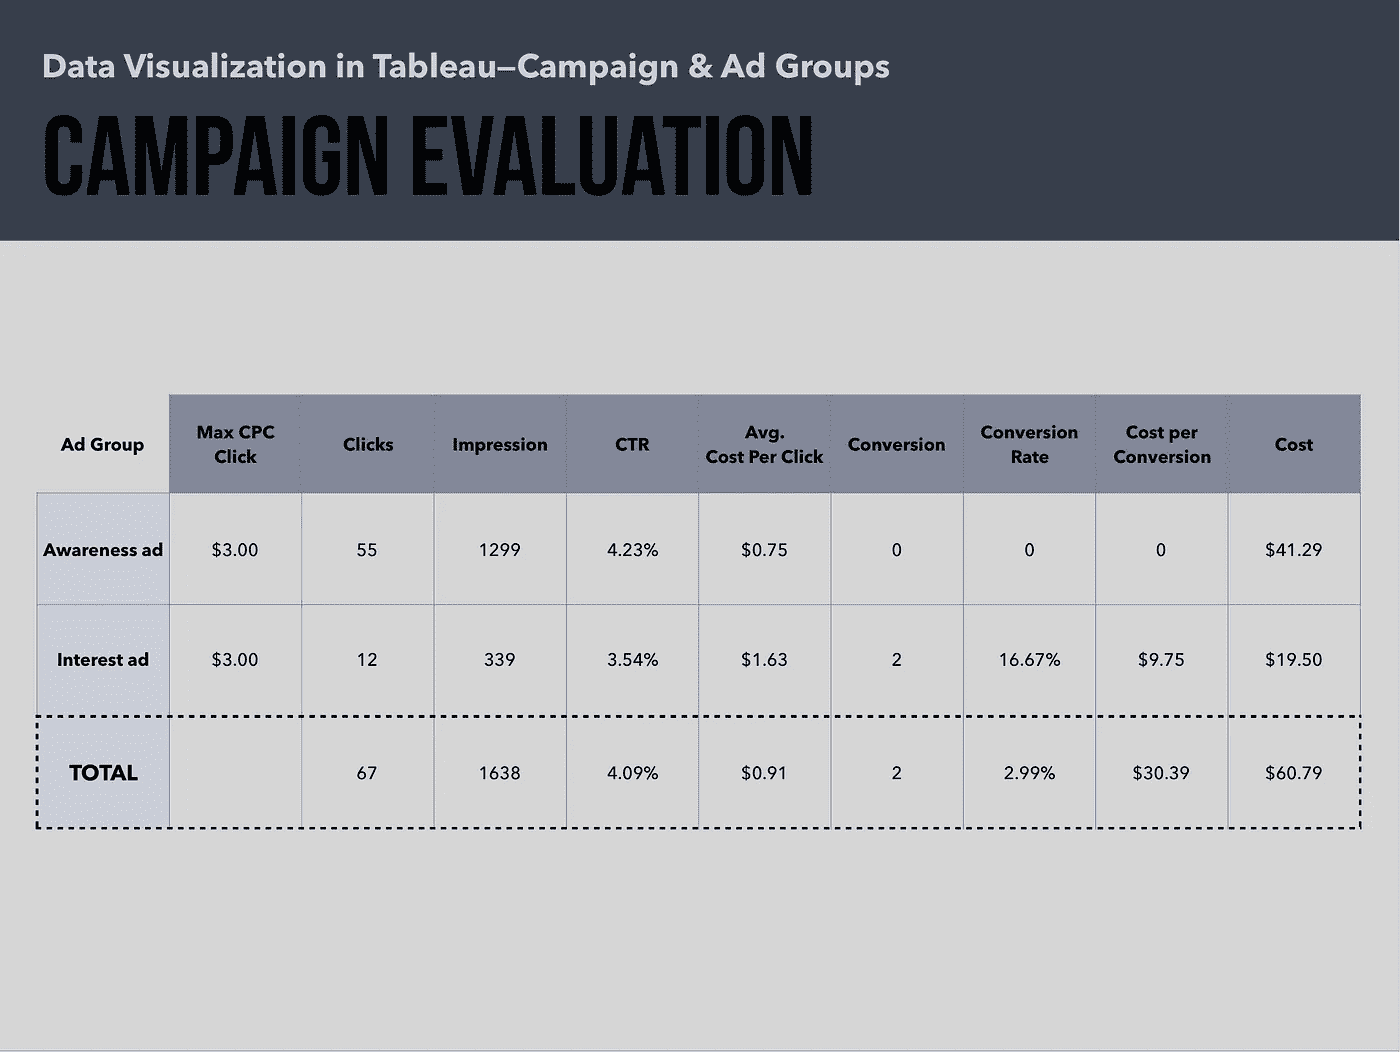 Data Visualization in Tableau—Campaign & Ad Groups
CAMPAIGN EVALUATION
Ad Group Max CPC Click Clicks Impression CTR Avg. Cost Per Click Conversion Conversion Rate Cost per Conversion Cost
Awareness ad $3.00 55 1299 4.23% $0.75 0 0 0 $41.29
Interest ad $3.00 12 339 3.54% $1.63 2 16.67% $9.75 $19.50
TOTAL 67 1638 4.09% $0.91 2 2.99% $30.39 $60.79